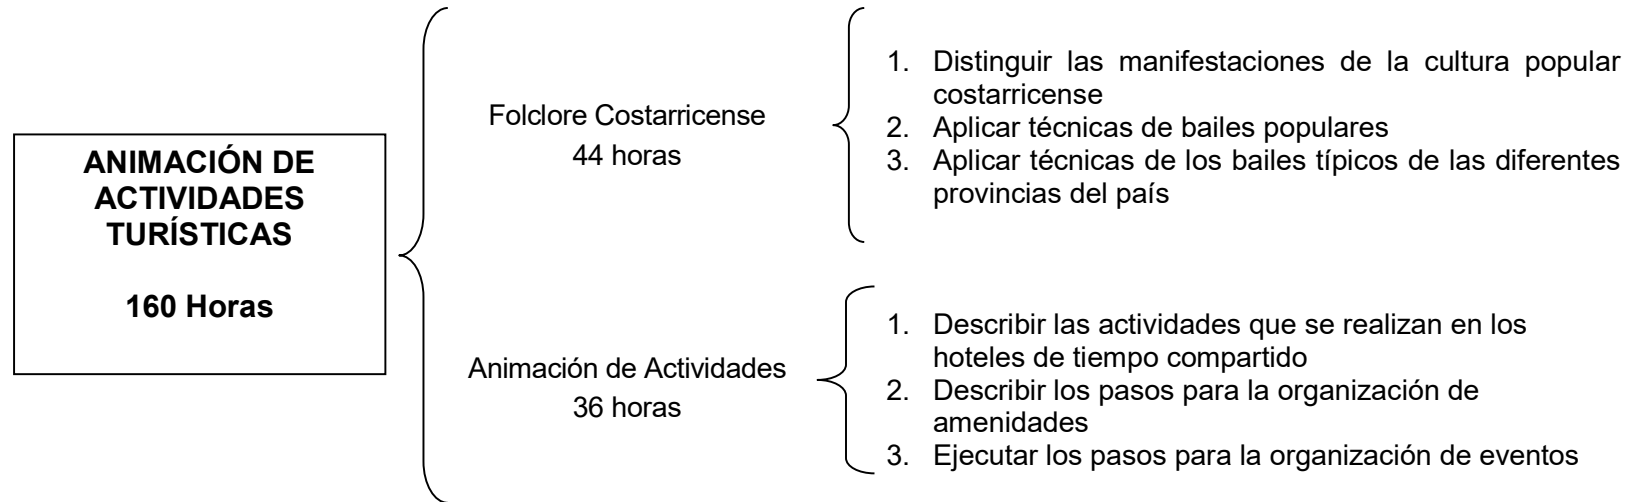 ANIMACIÓN DE
ACTIVIDADES
TURÍSTICAS
160 Horas
Folclore Costarricense
44 horas
1. Distinguir las manifestaciones de la cultura popular
costarricense
2. Aplicar técnicas de bailes populares
3. Aplicar técnicas de los bailes típicos de las diferentes
provincias del país
Animación de Actividades
36 horas
1. Describir las actividades que se realizan en los
hoteles de tiempo compartido
2. Describir los pasos para la organización de
amenidades
3. Ejecutar los pasos para la organización de eventos